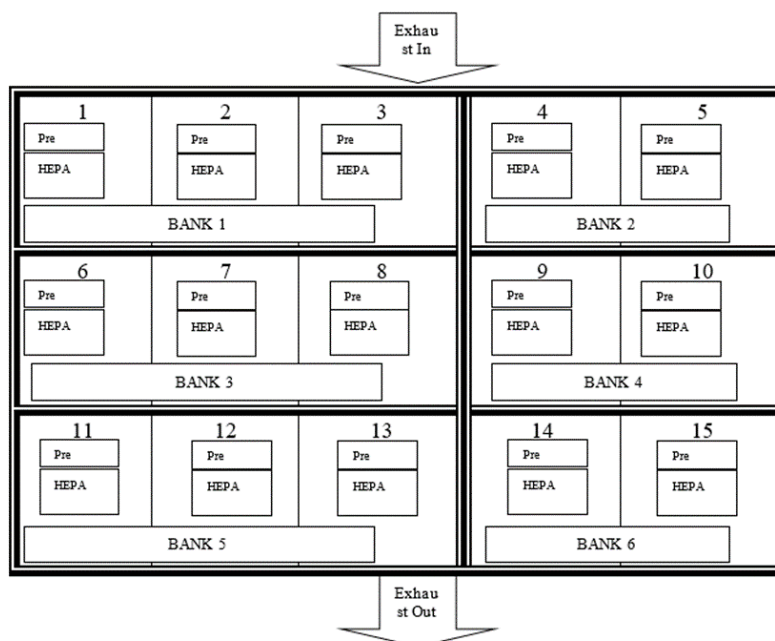 Exhau
st In
1 2 3 4 5
Pre Pre Pre Pre Pre
HEPA HEPA HEPA HEPA HEPA
BANK 1 BANK 2
6 7 8 9 10
Pre Pre Pre Pre Pre
HEPA HEPA HEPA HEPA HEPA
BANK 3 BANK 4
11 12 13 14 15
Pre Pre Pre Pre Pre
HEPA HEPA HEPA HEPA HEPA
BANK 5 BANK 6
Exhau
st Out